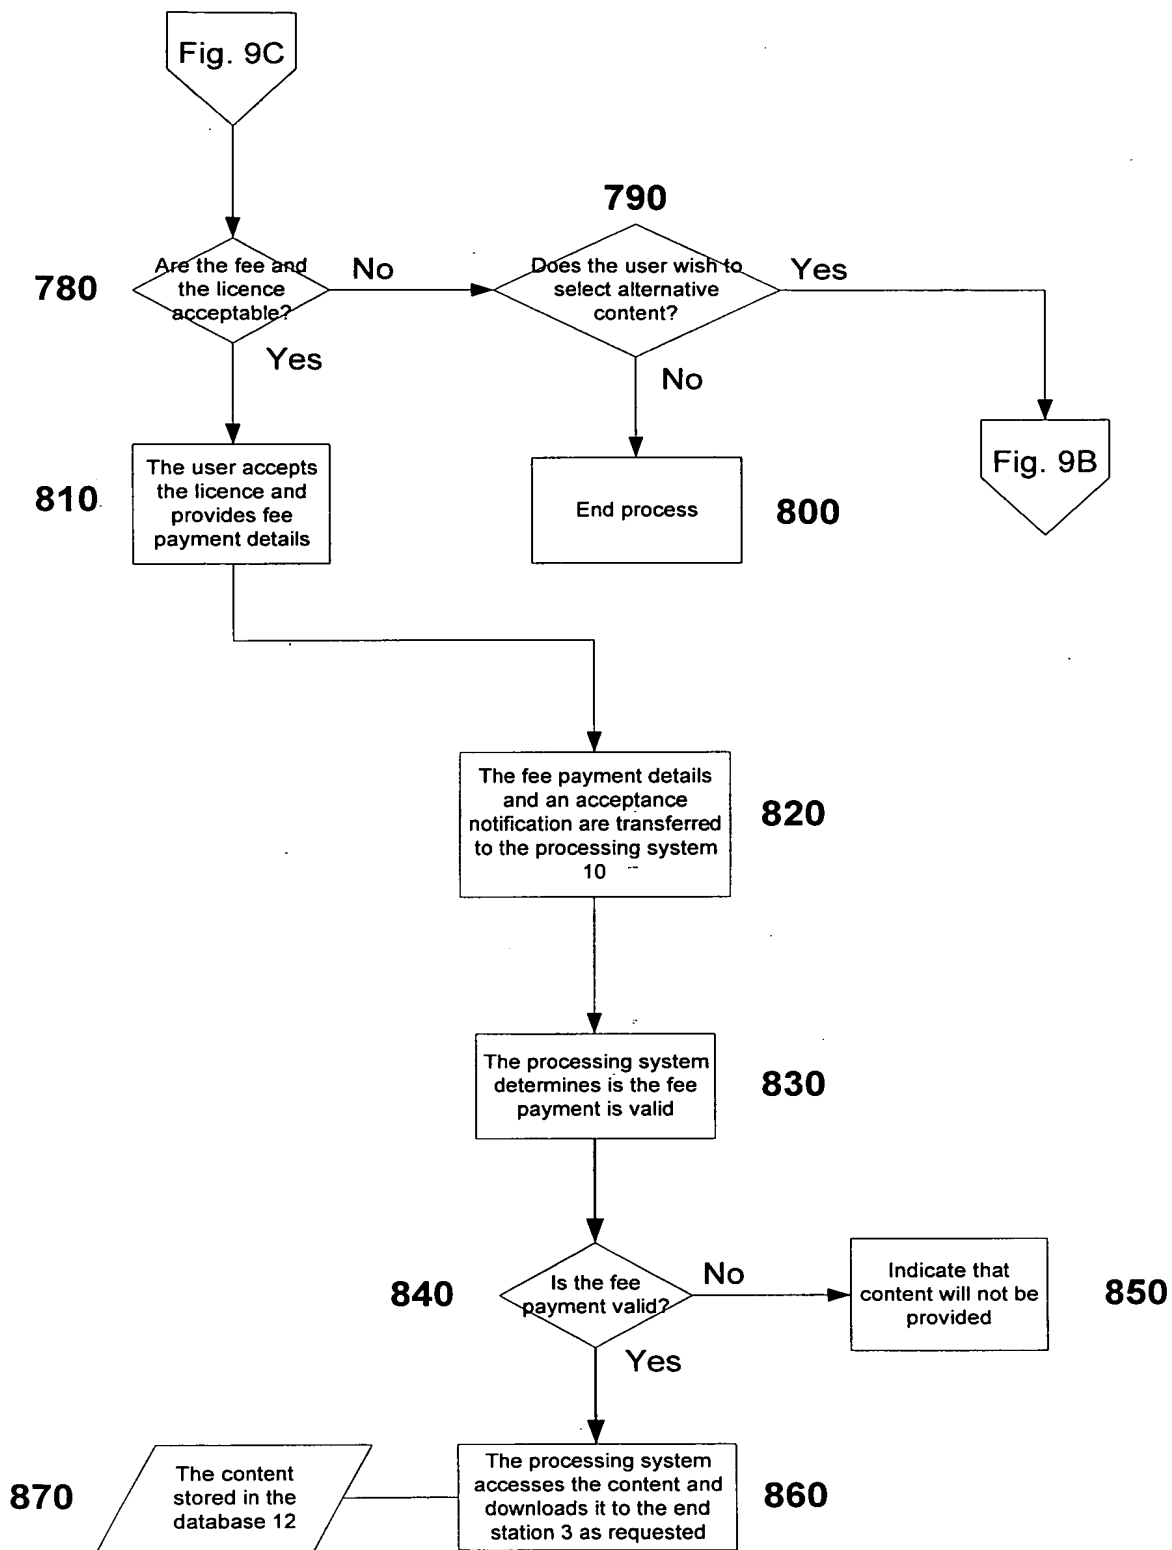 Fig. 9C
790
Are the fee and
the licence
acceptable?
780
No
Yes
Does the user wish to
select alternative
content?
Yes
No
The user accepts
the licence and
provides fee
payment details
810
End process
800
Fig. 9B
The fee payment details
and an acceptance
notification are transferred
to the processing system
10
820
The processing system
determines is the fee
payment is valid
830
840
Is the fee
payment valid?
No
Yes
Indicate that
content will not be
provided
850
870
The content
stored in the
database 12
The processing system
accesses the content and
downloads it to the end
station 3 as requested
860